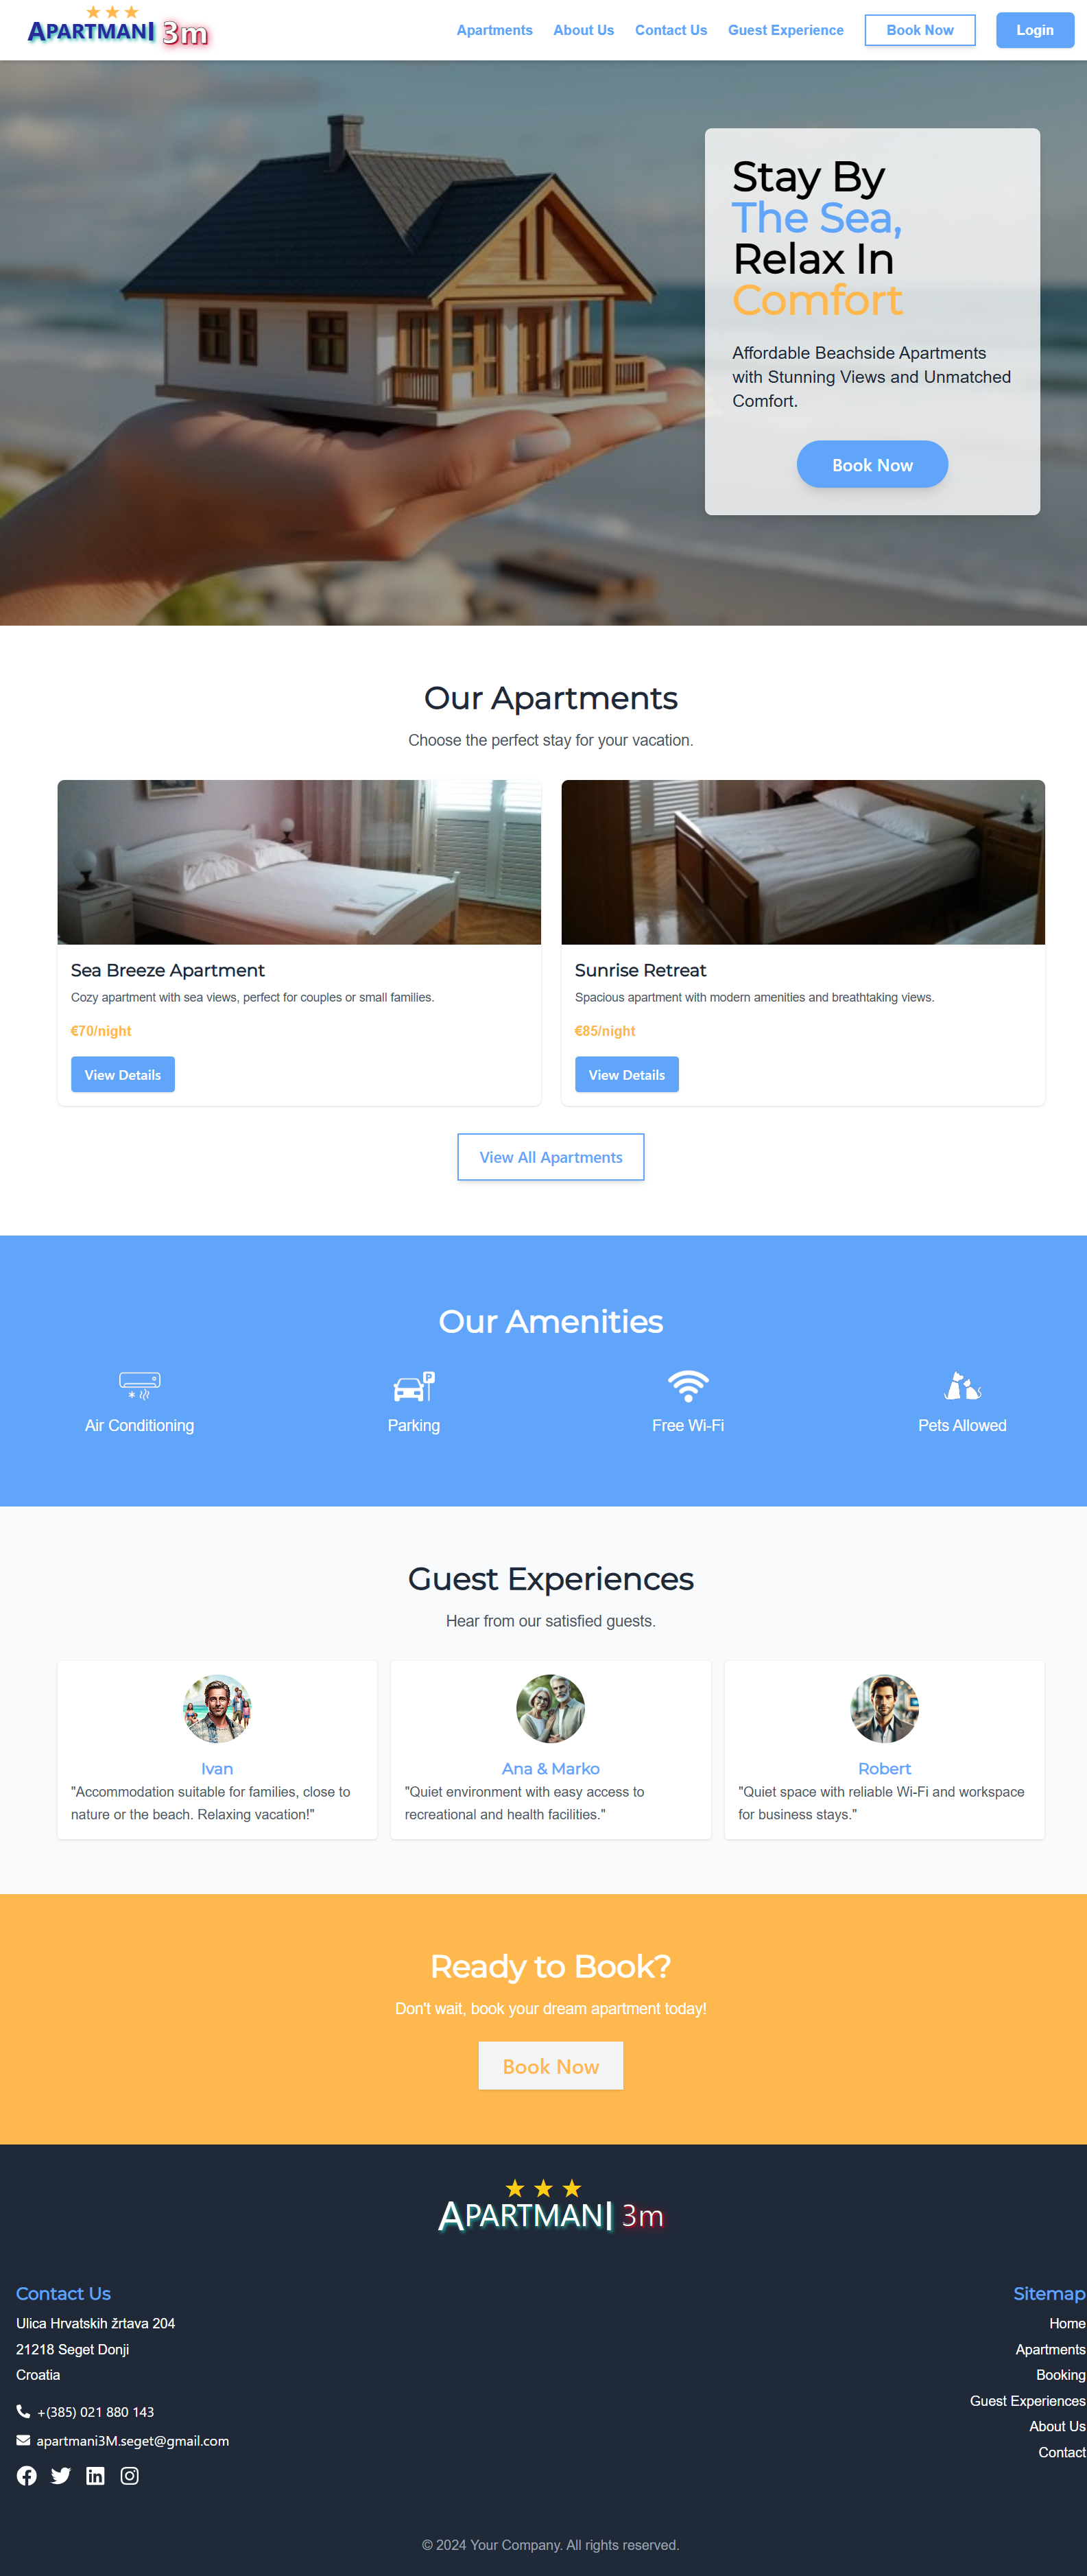 APARTMANI 3m
Apartments
About Us
Contact Us
Guest Experience
Book Now
Login
Stay By
The Sea,
Relax In
Comfort
Affordable Beachside Apartments
with Stunning Views and Unmatched
Comfort.
Book Now
Our Apartments
Choose the perfect stay for your vacation.
Sea Breeze Apartment
Cozy apartment with sea views, perfect for couples or small families.
€70/night
View Details
Sunrise Retreat
Spacious apartment with modern amenities and breathtaking views.
€85/night
View Details
View All Apartments
Our Amenities
Air Conditioning
P
Parking
Free Wi-Fi
Pets Allowed
Guest Experiences
Hear from our satisfied guests.
Ivan
"Accommodation suitable for families, close to
nature or the beach. Relaxing vacation!"
Ana & Marko
"Quiet environment with easy access to
recreational and health facilities."
Robert
"Quiet space with reliable Wi-Fi and workspace
for business stays."
Ready to Book?
Don't wait, book your dream apartment today!
Book Now
APARTMANI 3m
Contact Us
Ulica Hrvatskih žrtava 204
21218 Seget Donji
Croatia
+(385) 021 880 143
apartmani3M.seget@gmail.com
Sitemap
Home
Apartments
Booking
Guest Experiences
About Us
Contact
© 2024 Your Company. All rights reserved.